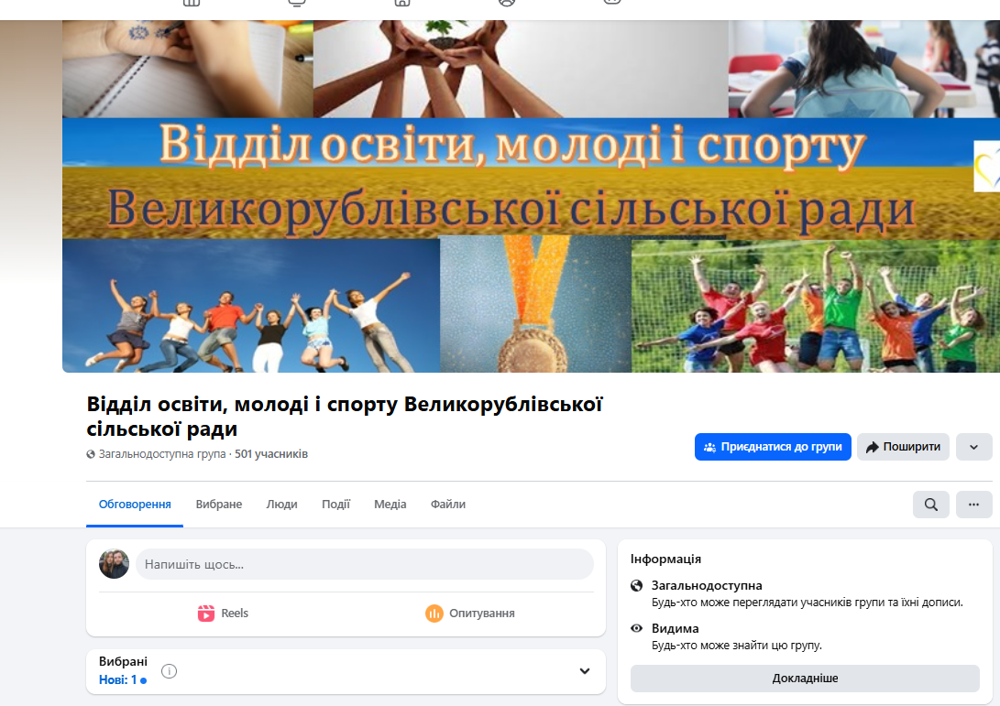 Відділ освіти, молоді і спорту
Великорублівської сільської ради
Відділ освіти, молоді і спорту Великорублівської
сільської ради
Загальнодоступна група · 501 учасників
Приєднатися до групи
Поширити
Обговорення Вибране Люди Події Медіа Файли
Напишіть щось...
Reels Опитування
Вибрані
Нові: 1
Інформація
Загальнодоступна
Будь-хто може переглядати учасників групи та їхні дописи.
Видима
Будь-хто може знайти цю групу.
Докладніше